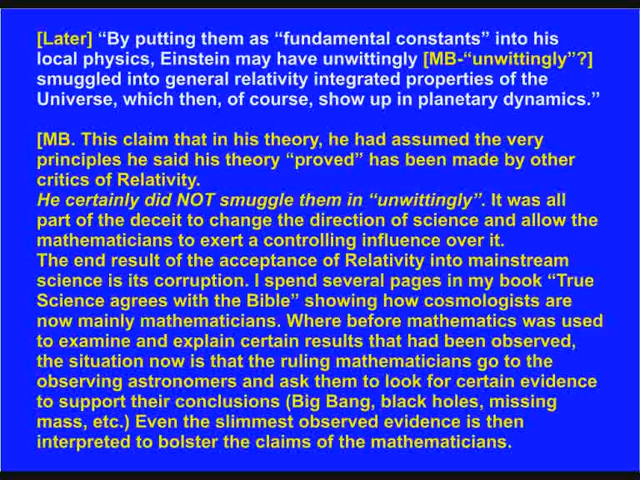 [Later] “By putting them as “fundamental constants” into his
local physics, Einstein may have unwittingly [MB-“unwittingly”?]
smuggled into general relativity integrated properties of the
Universe, which then, of course, show up in planetary dynamics.”
[MB. This claim that in his theory, he had assumed the very
principles he said his theory “proved” has been made by other
critics of Relativity.
He certainly did NOT smuggle them in “unwittingly”. It was all
part of the deceit to change the direction of science and allow the
mathematicians to exert a controlling influence over it.
The end result of the acceptance of Relativity into mainstream
science is its corruption. I spend several pages in my book “True
Science agrees with the Bible” showing how cosmologists are
now mainly mathematicians. Where before mathematics was used
to examine and explain certain results that had been observed,
the situation now is that the ruling mathematicians go to the
observing astronomers and ask them to look for certain evidence
to support their conclusions (Big Bang, black holes, missing
mass, etc.) Even the slimmest observed evidence is then
interpreted to bolster the claims of the mathematicians.